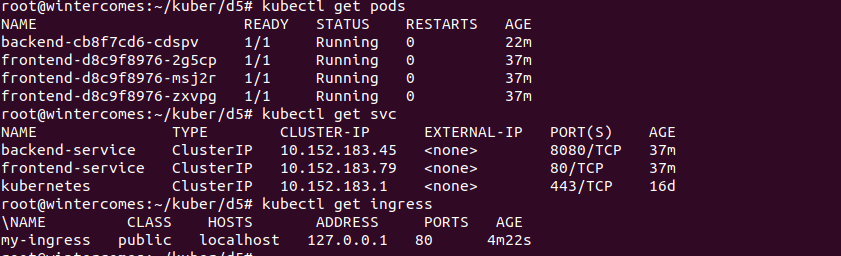 root@wintercomes:~/kuber/d5# kubectl get pods
NAME                       READY   STATUS    RESTARTS   AGE
backend-cb8f7cd6-cdspv     1/1     Running   0          22m
frontend-d8c9f8976-2g5cp   1/1     Running   0          37m
frontend-d8c9f8976-msj2r   1/1     Running   0          37m
frontend-d8c9f8976-zxvpg   1/1     Running   0          37m
root@wintercomes:~/kuber/d5# kubectl get svc
NAME               TYPE        CLUSTER-IP      EXTERNAL-IP   PORT(S)    AGE
backend-service    ClusterIP   10.152.183.45   <none>        8080/TCP   37m
frontend-service   ClusterIP   10.152.183.79   <none>        80/TCP     37m
kubernetes         ClusterIP   10.152.183.1    <none>        443/TCP    16d
root@wintercomes:~/kuber/d5# kubectl get ingress
\NAME         CLASS    HOSTS       ADDRESS     PORTS   AGE
my-ingress   public   localhost   127.0.0.1   80      4m22s
root@wintercomes:~/kuber/d5#